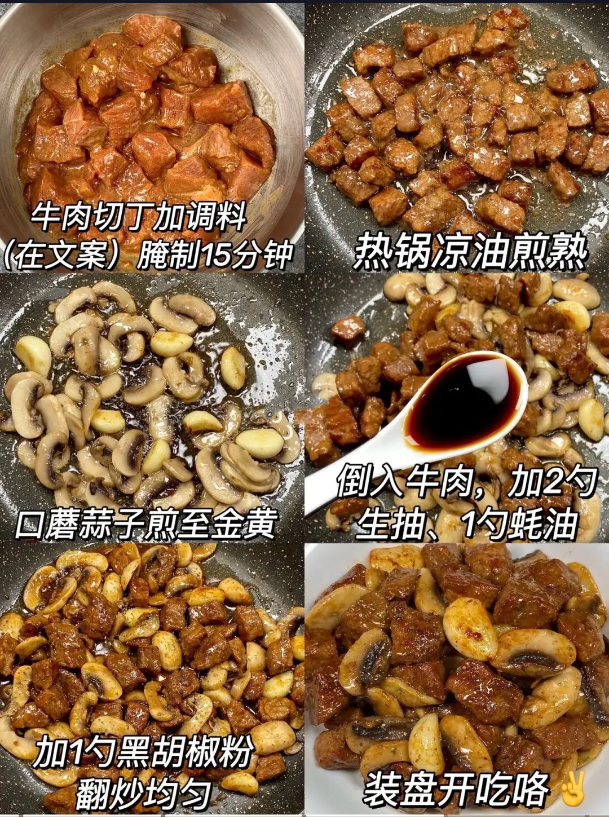 牛肉切丁加调料
（在文案）腌制15分钟
热锅凉油煎熟
口蘑蒜子煎至金黄
倒入牛肉，加2勺
生抽、1勺蚝油
加1勺黑胡椒粉
翻炒均匀
装盘开吃咯✌️